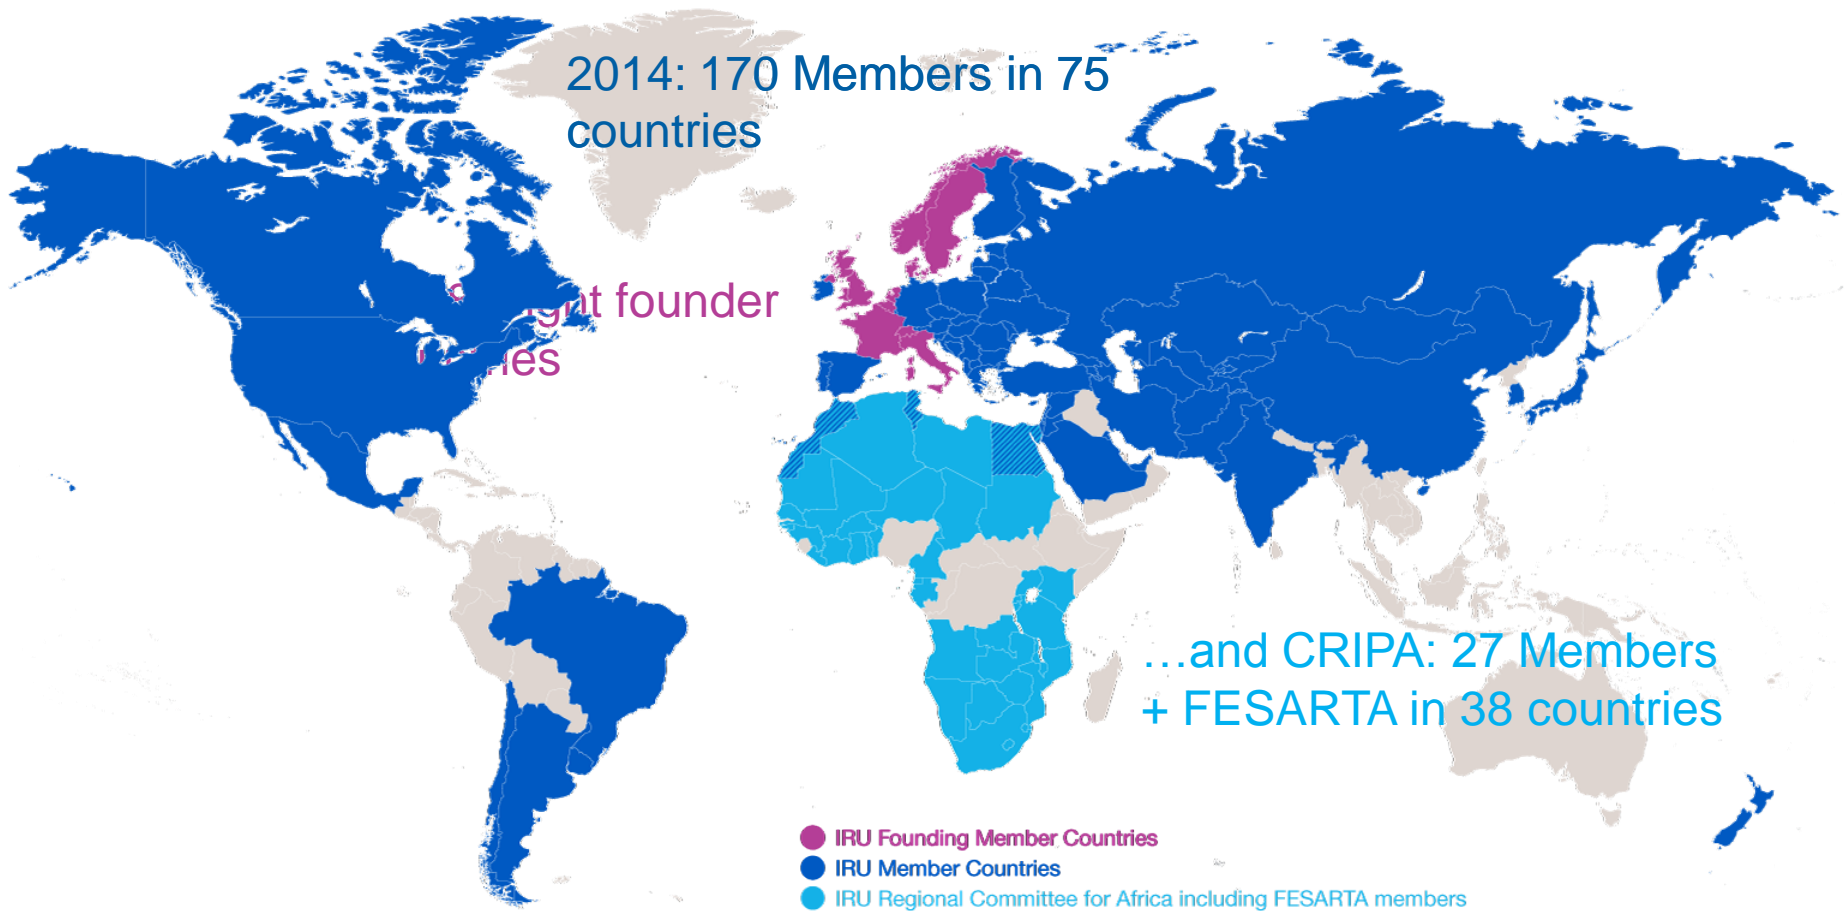 2014: 170 Members in 75
countries
founder
…and CRIPA: 27 Members
+ FESARTA in 38 countries
IRU Founding Member Countries
IRU Member Countries
IRU Regional Committee for Africa including FESARTA members